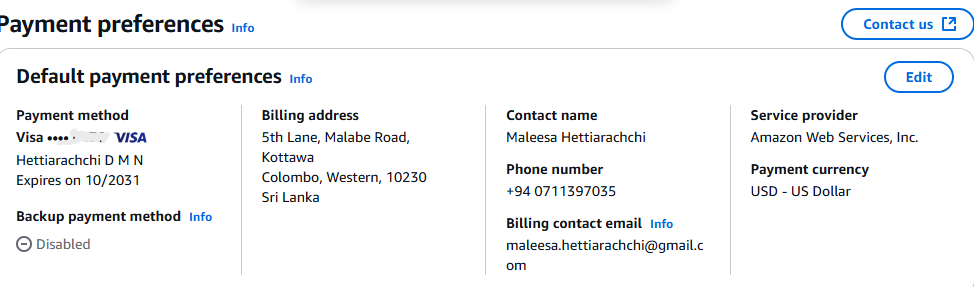 Payment preferences Info
Contact us
Default payment preferences Info
Edit
Payment method
Visa •••• VISA
Hettiarachchi D M N
Expires on 10/2031
Backup payment method Info
Disabled
Billing address
5th Lane, Malabe Road,
Kottawa
Colombo, Western, 10230
Sri Lanka
Contact name
Maleesa Hettiarachchi
Phone number
+94 0711397035
Billing contact email Info
maleesa.hettiarachchi@gmail.c
om
Service provider
Amazon Web Services, Inc.
Payment currency
USD - US Dollar